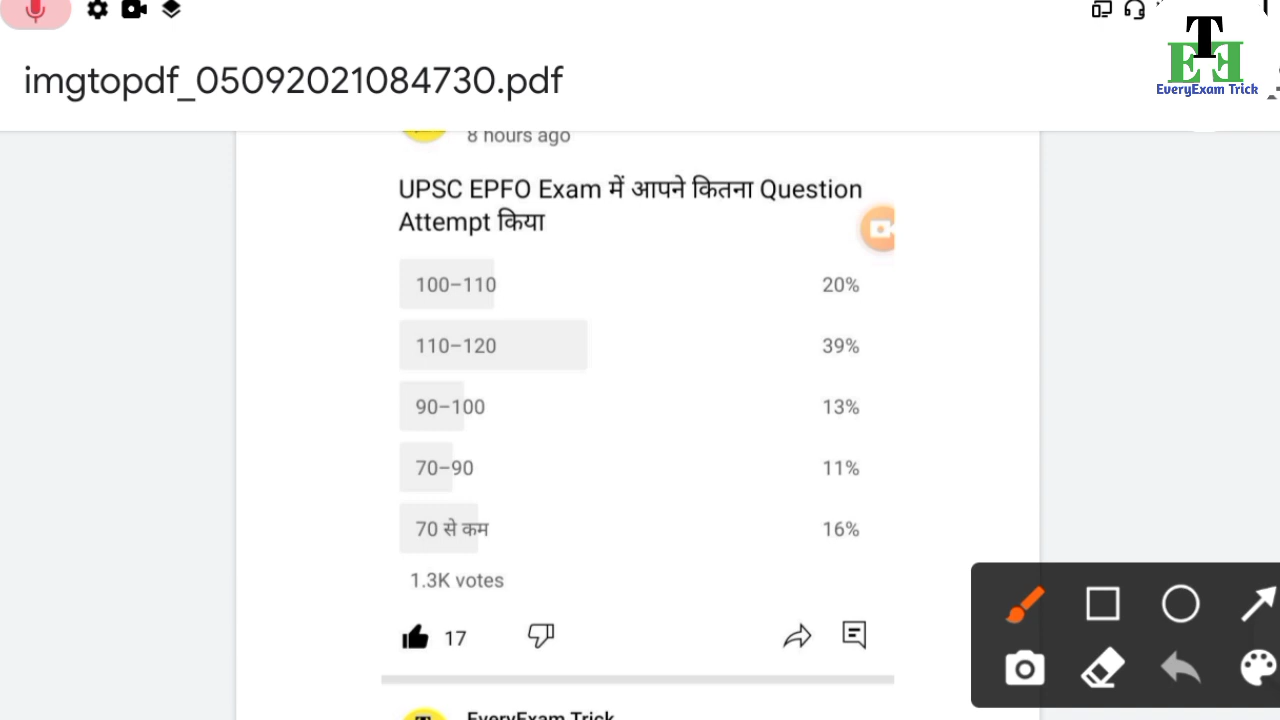 imgtopdf_05092021084730.pdf
T
EE
EveryExam Trick
8 hours ago
UPSC EPFO Exam में आपने कितना Question
Attempt किया
100–110 20%
110–120 39%
90–100 13%
70–90 11%
70 से कम 16%
1.3K votes
17
EveryExam Trick